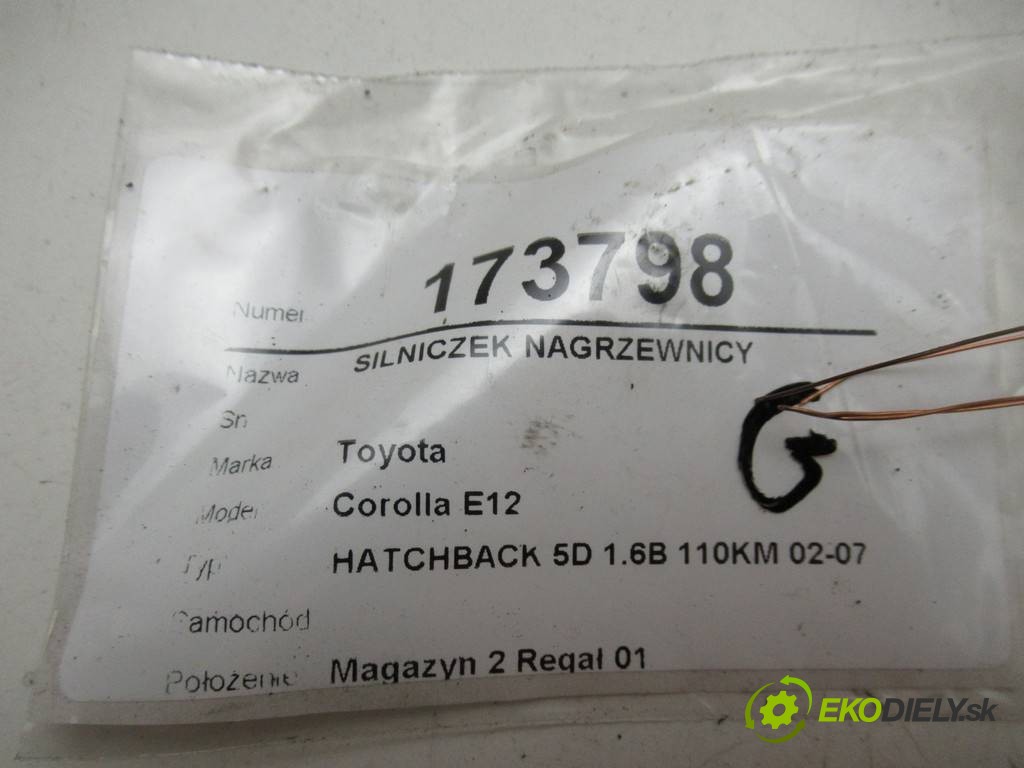 Numer 173798
Nazwa SILNICZEK NAGRZEWNICY
Sn
Marka Toyota
Model Corolla E12
Typ HATCHBACK 5D 1.6B 110KM 02-07
Samochód
Położenie Magazyn 2 Regał 01
G
EKODIELY.sk